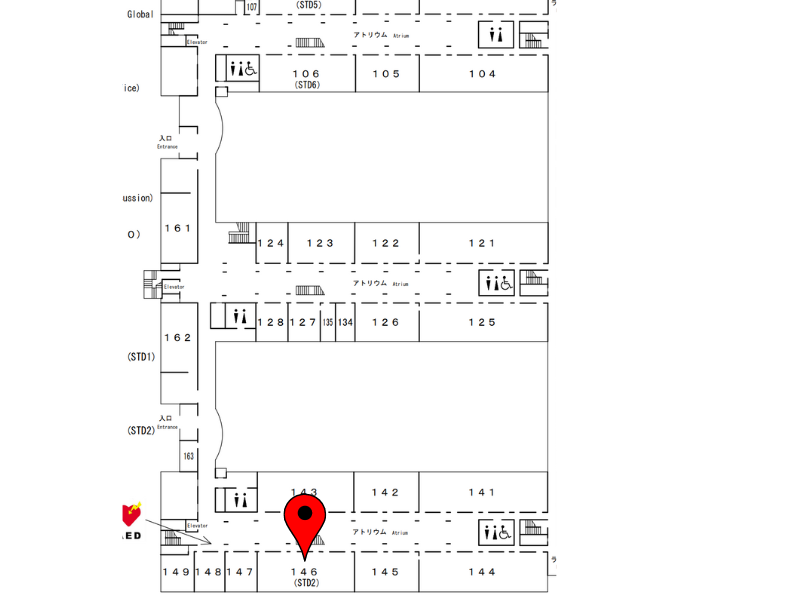 107
(STD5)
Global
アトリウム Atrium
Elevator
106
(STD6)
105
104
ice)
入口
Entrance
ussion)
161
O)
124
123
122
121
アトリウム Atrium
Elevator
128
127
135
134
126
125
162
(STD1)
入口
Entrance
(STD2)
163
143
142
141
Elevator
アトリウム Atrium
AED
149
148
147
146
(STD2)
145
144
ラ